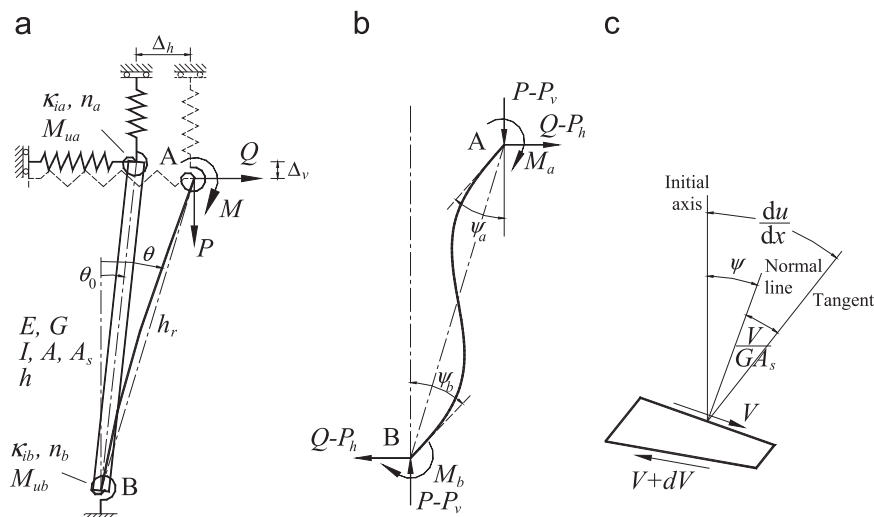 a
Δh
κia, na
Mua
A
Q
Δv
M
P
θ
θ0
E, G
I, A, As
h
hr
κib, nb
Mub
B
b
P-Pv
A
Q-Ph
Ma
ψa
ψb
B
Q-Ph
Mb
P-Pv
c
Initial
axis
du
dx
ψ
Normal
line
Tangent
V
GAs
V
V+dV